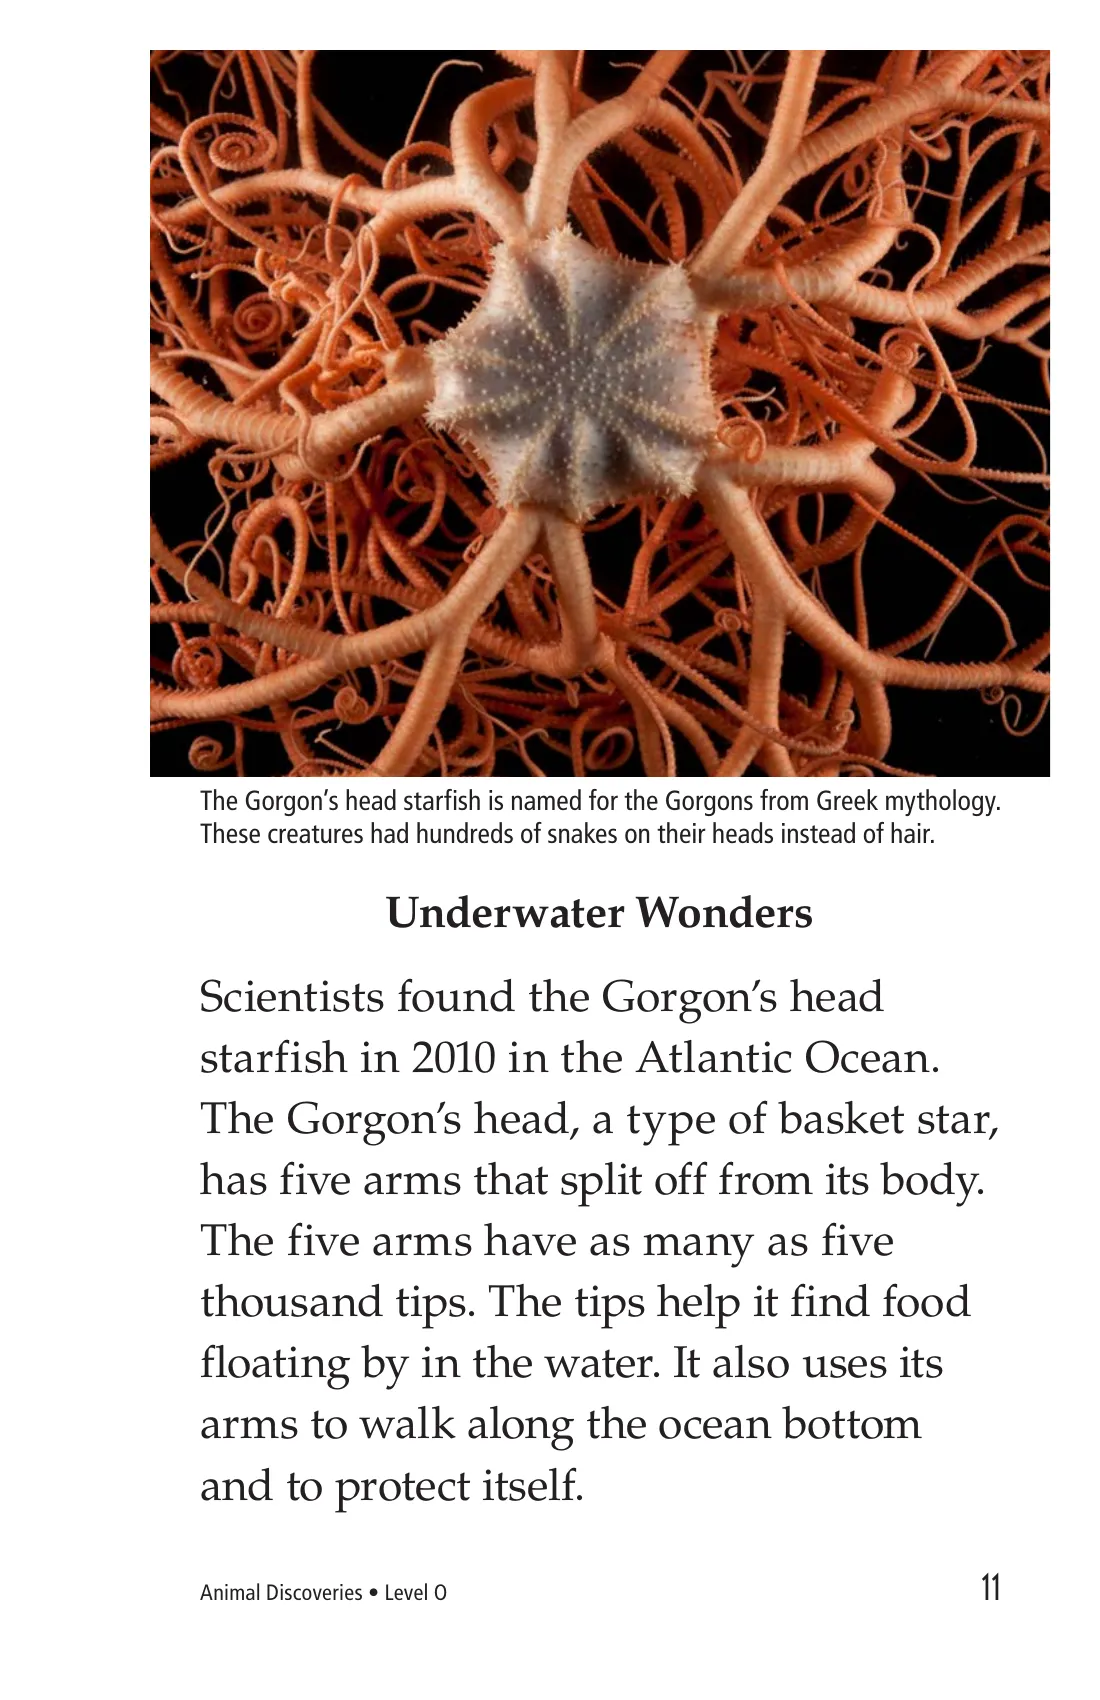 The Gorgon’s head starfish is named for the Gorgons from Greek mythology.
These creatures had hundreds of snakes on their heads instead of hair.
Underwater Wonders
Scientists found the Gorgon’s head
starfish in 2010 in the Atlantic Ocean.
The Gorgon’s head, a type of basket star,
has five arms that split off from its body.
The five arms have as many as five
thousand tips. The tips help it find food
floating by in the water. It also uses its
arms to walk along the ocean bottom
and to protect itself.
Animal Discoveries • Level O
11